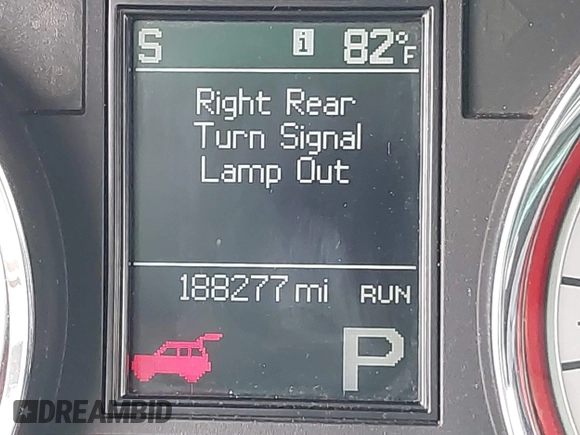 S i 82°F
Right Rear
Turn Signal
Lamp Out
188277 mi RUN
P
DREAMBID